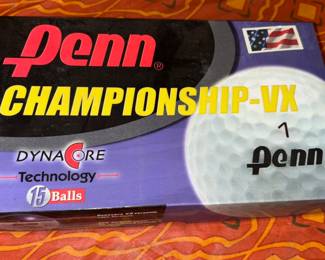 Penn®
CHAMPIONSHIP-VX
DYNACORE
Technology
15 Balls
1
Penn